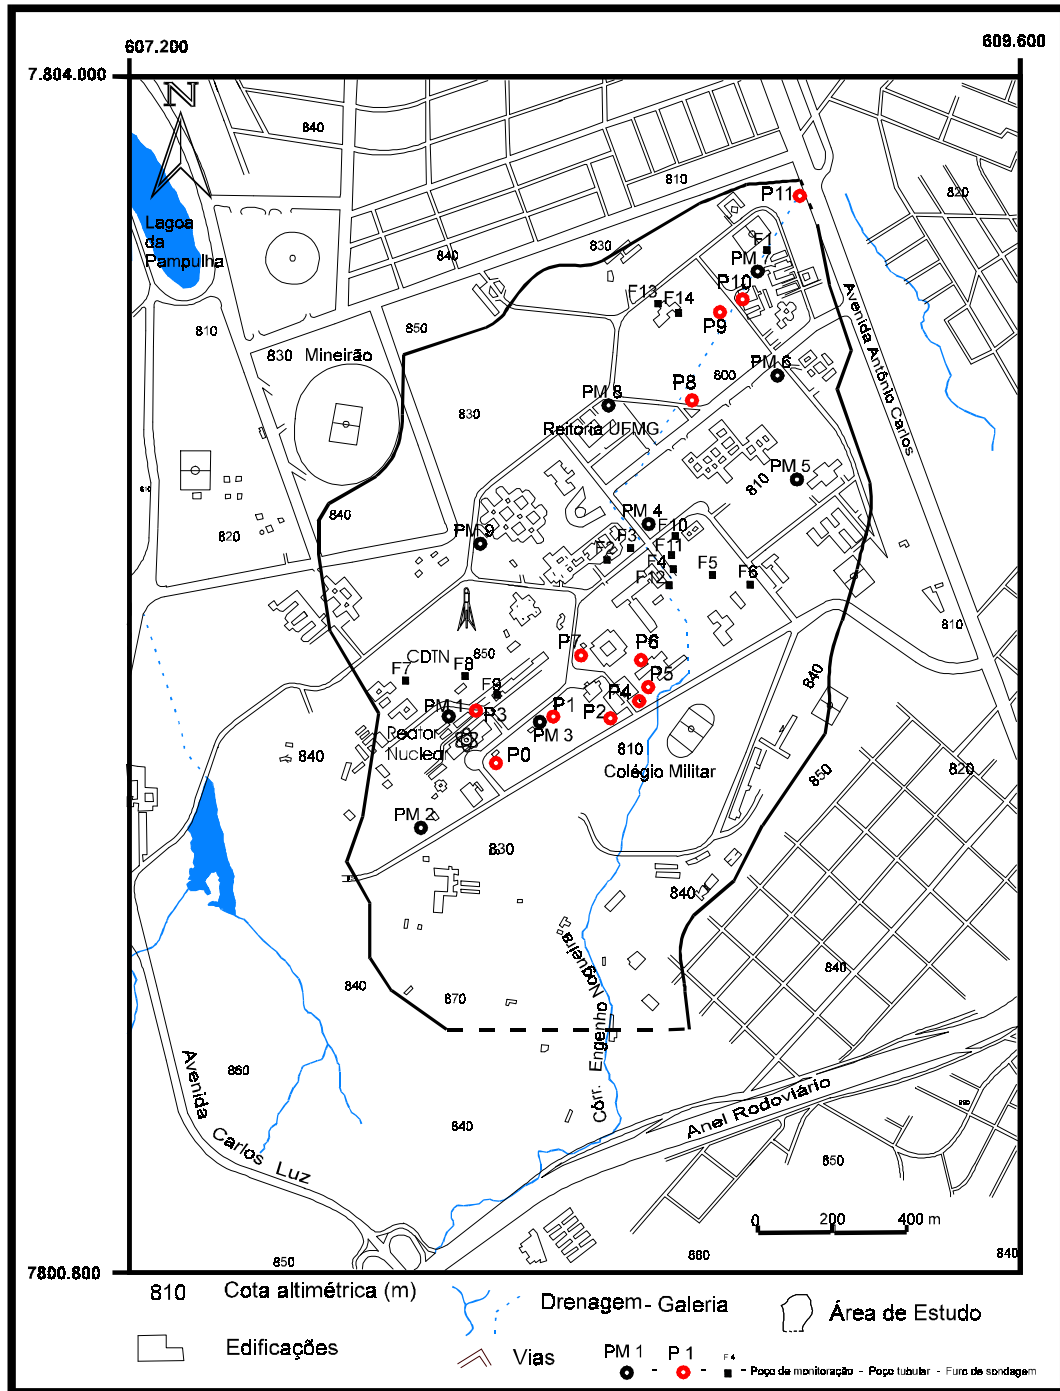 607.200
609.600
7.804.000
N
840
810
P11
820
Lagoa
da
Pampulha
830
F1
840
PM 7
F13
F14
P10
P9
810
850
830
Mineirão
Avenida Antônio Carlos
800
PM 6
P8
PM 8
830
Reitoria UFMG
810
PM 5
840
820
PM 9
PM 4
F10
F3
F2
F11
F4
F12
F5
F6
810
P7
P6
CDTN
850
F7
F8
F9
P5
P4
840
PM 1
P3
P1
P2
PM 3
Reator
Nuclear
P0
810
Colégio Militar
840
850
820
PM 2
830
840
Córr. Engenho Nogueira
840
840
870
860
Avenida Carlos Luz
840
Anel Rodoviário
850
0 200 400 m
850
880
840
7800.800
810 Cota altimétrica (m)
Drenagem - Galeria
Área de Estudo
Edificações
Vias
PM 1 - P 1 - F 4 - Poço de monitoração - Poço tubular - Furo de sondagem